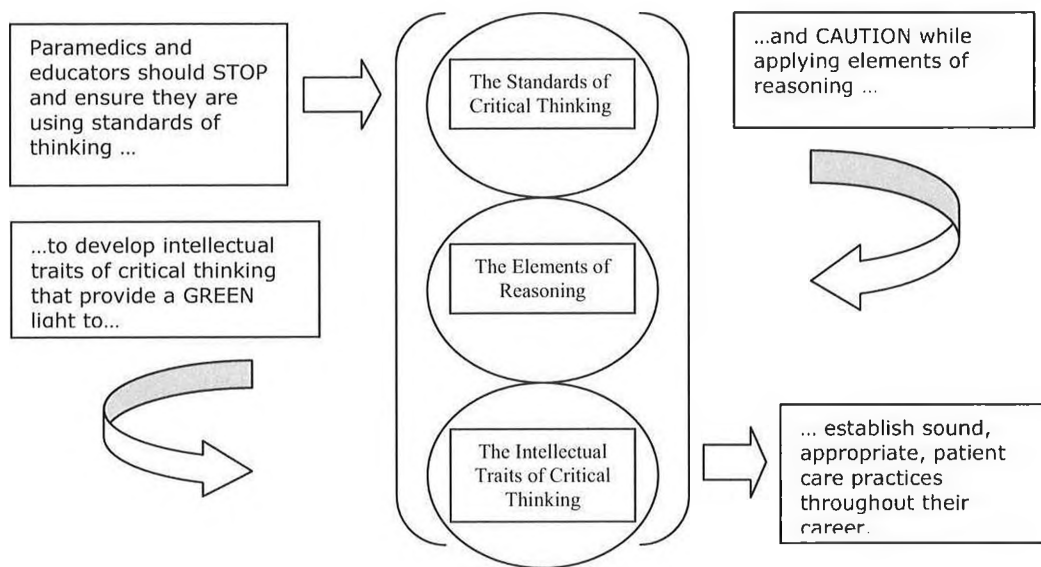 Paramedics and
educators should STOP
and ensure they are
using standards of
thinking ...
The Standards of
Critical Thinking
...and CAUTION while
applying elements of
reasoning ...
The Elements of
Reasoning
...to develop intellectual
traits of critical thinking
that provide a GREEN
light to...
The Intellectual
Traits of Critical
Thinking
... establish sound,
appropriate, patient
care practices
throughout their
career.